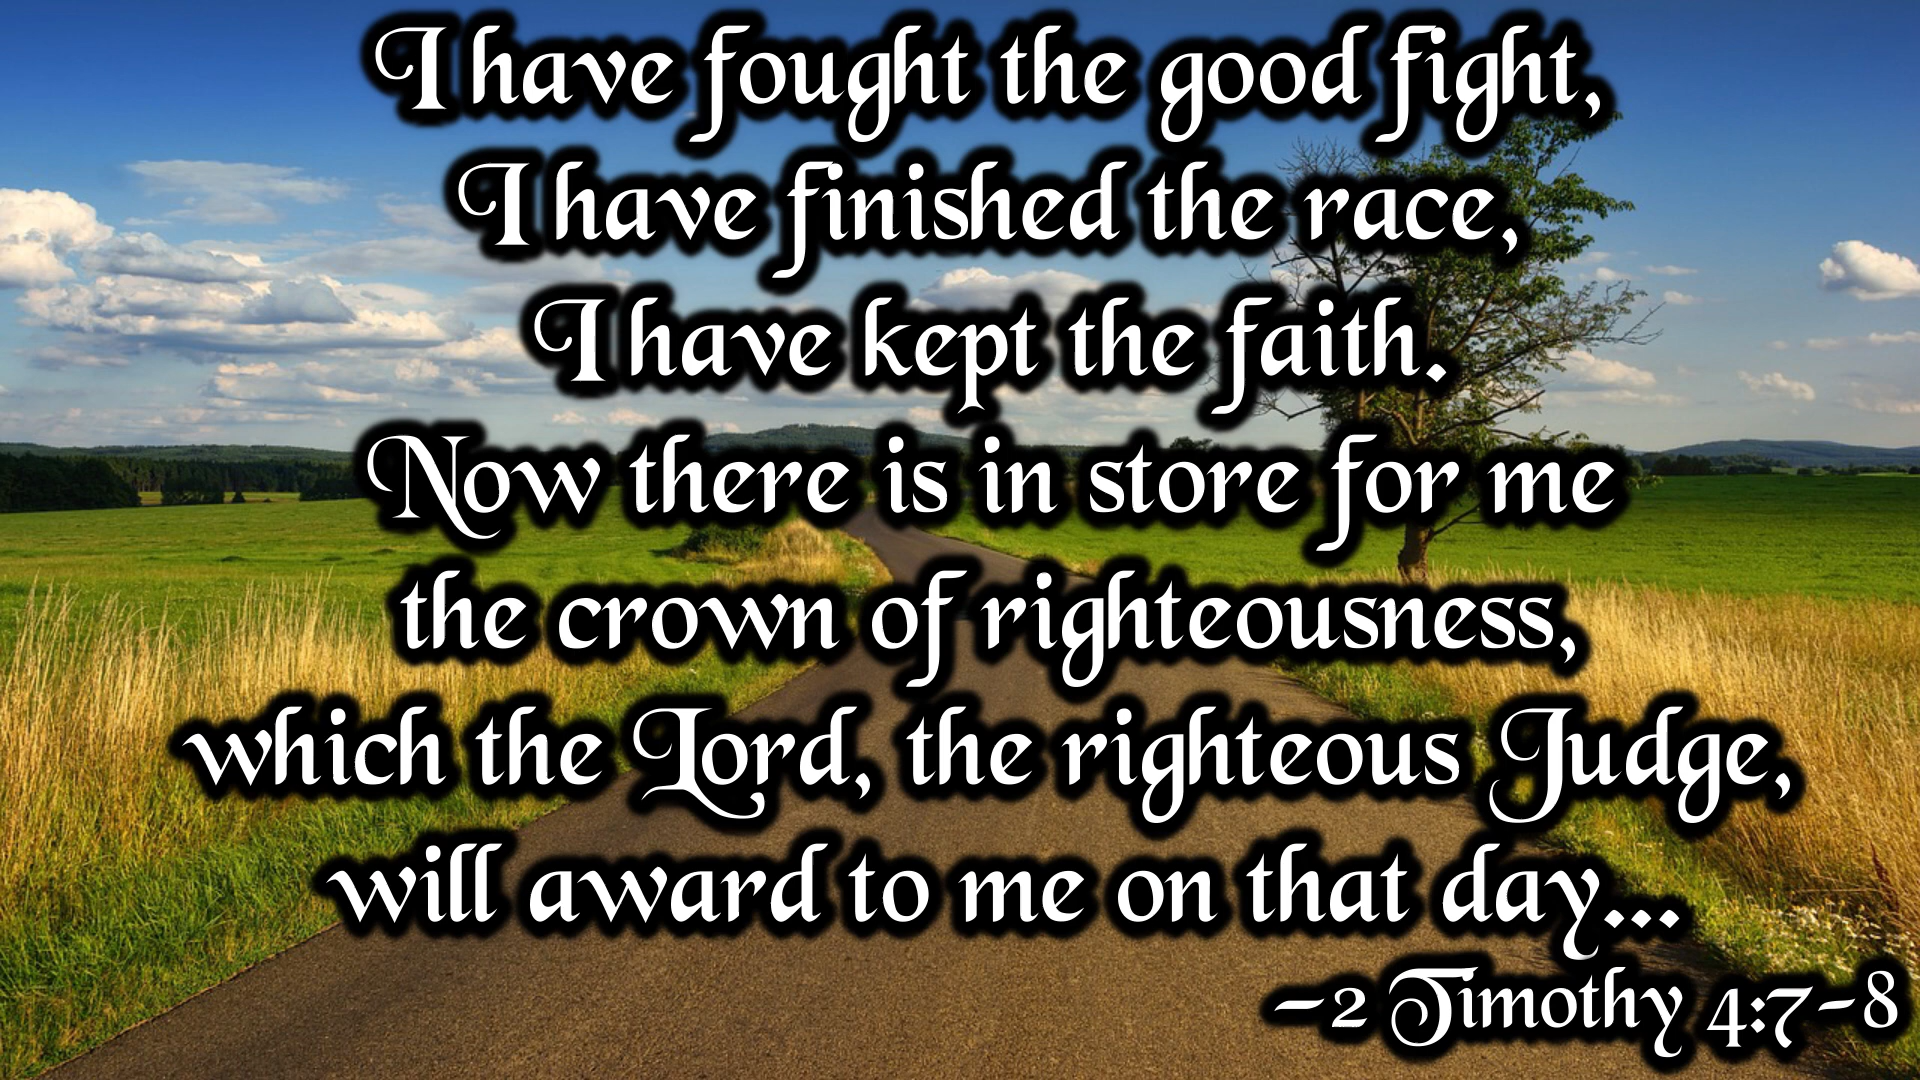 I have fought the good fight,
I have finished the race,
I have kept the faith.
Now there is in store for me
the crown of righteousness,
which the Lord, the righteous Judge,
will award to me on that day...
-2 Timothy 4:7-8